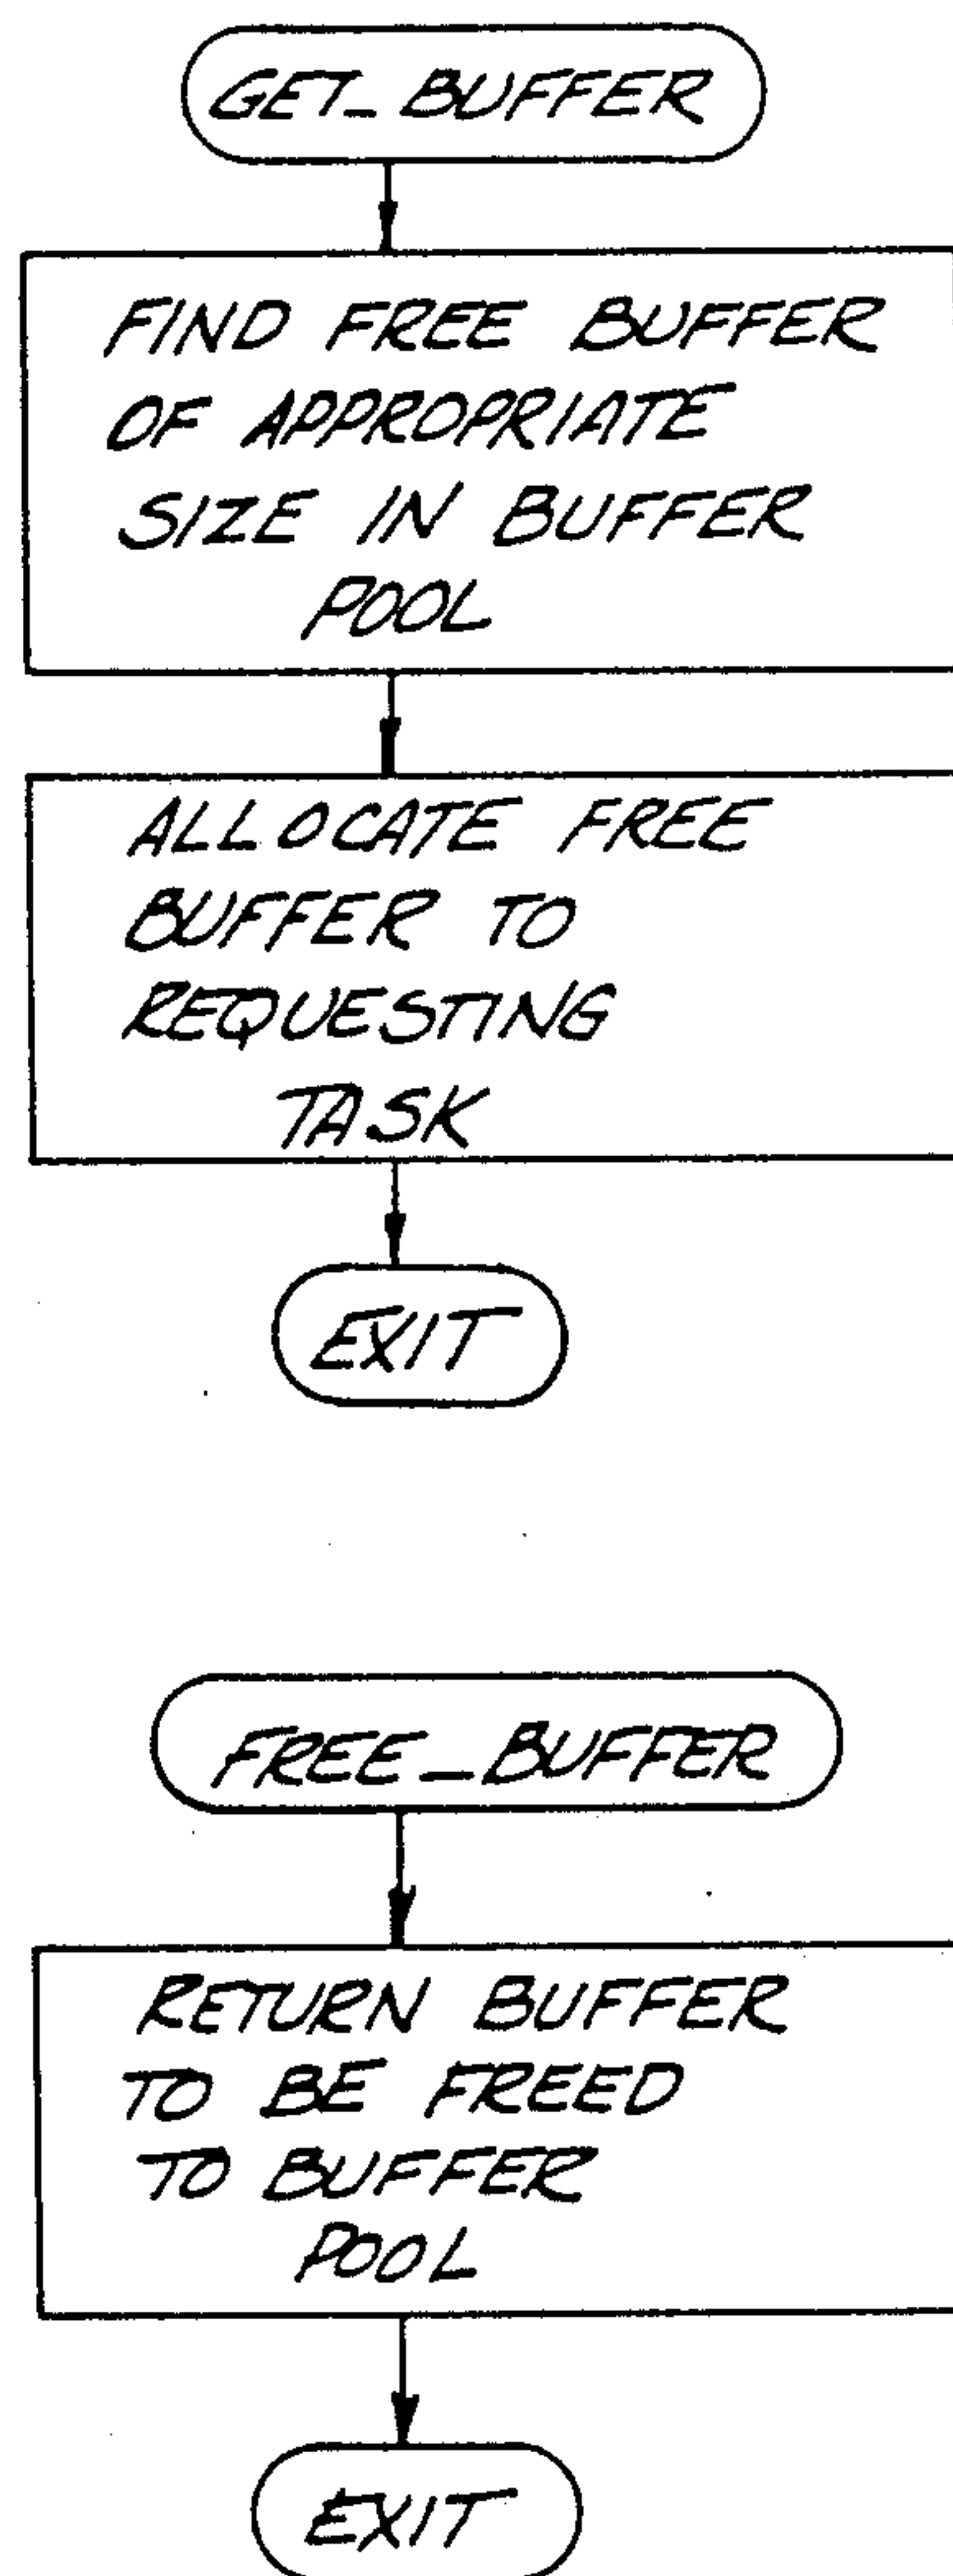 GET_BUFFER
FIND FREE BUFFER
OF APPROPRIATE
SIZE IN BUFFER
POOL
ALLOCATE FREE
BUFFER TO
REQUESTING
TASK
EXIT
FREE_BUFFER
RETURN BUFFER
TO BE FREED
TO BUFFER
POOL
EXIT